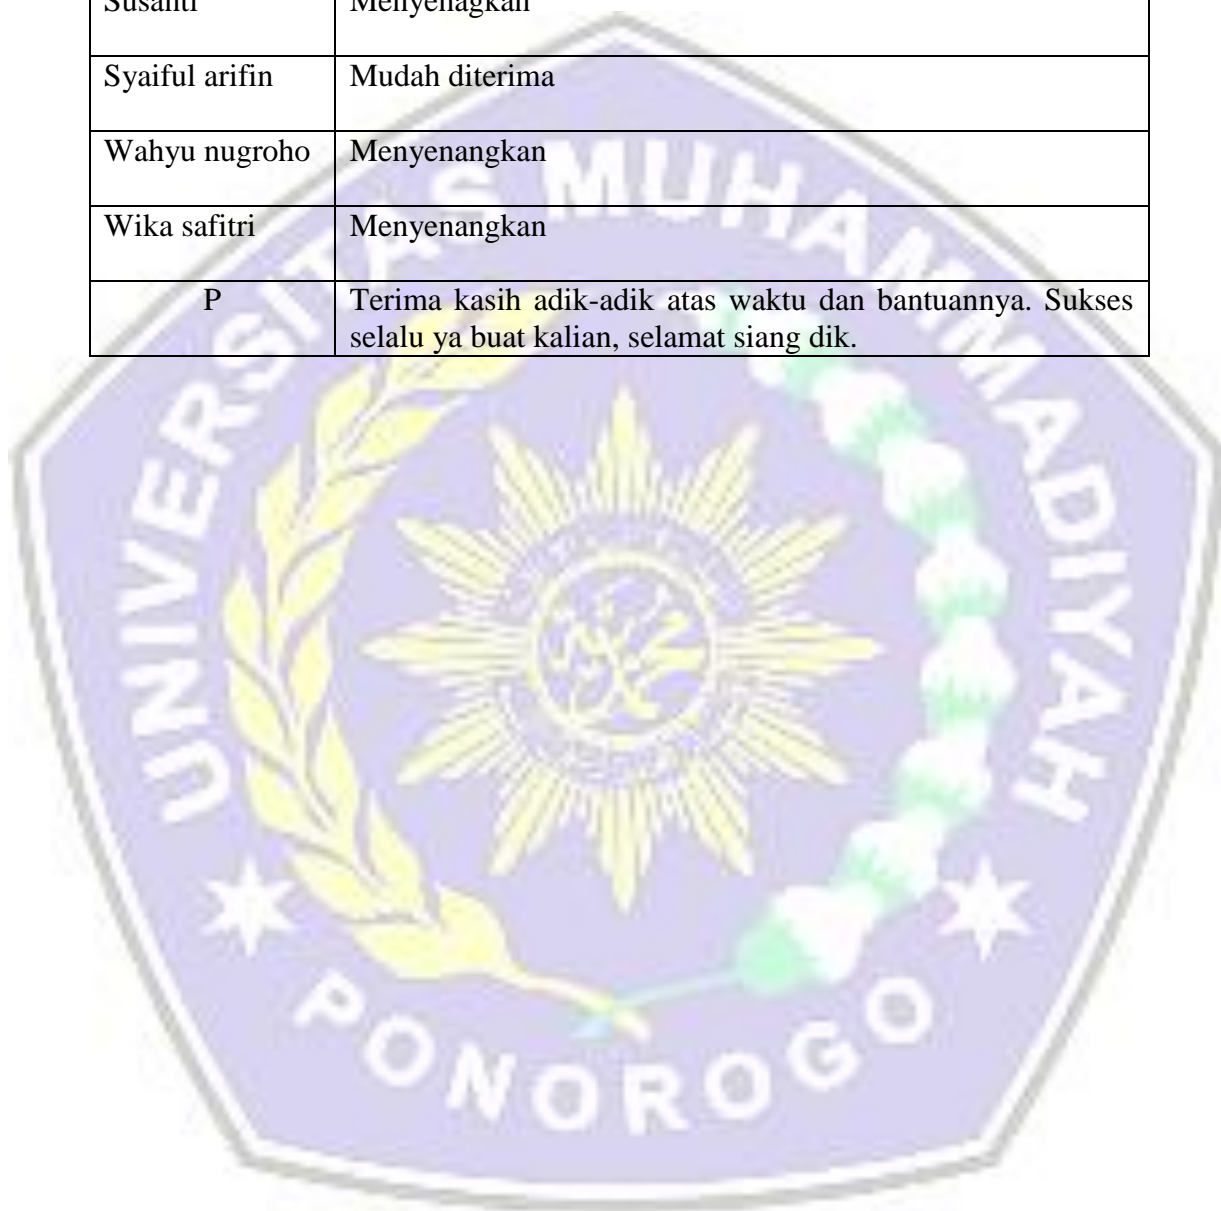 Susanti Menyenagkan
Syaiful arifin Mudah diterima
Wahyu nugroho Menyenangkan
Wika safitri Menyenangkan
P Terima kasih adik-adik atas waktu dan bantuannya. Sukses
selalu ya buat kalian, selamat siang dik.
UNIVERSITAS MUHAMMADIYAH
PONOROGO